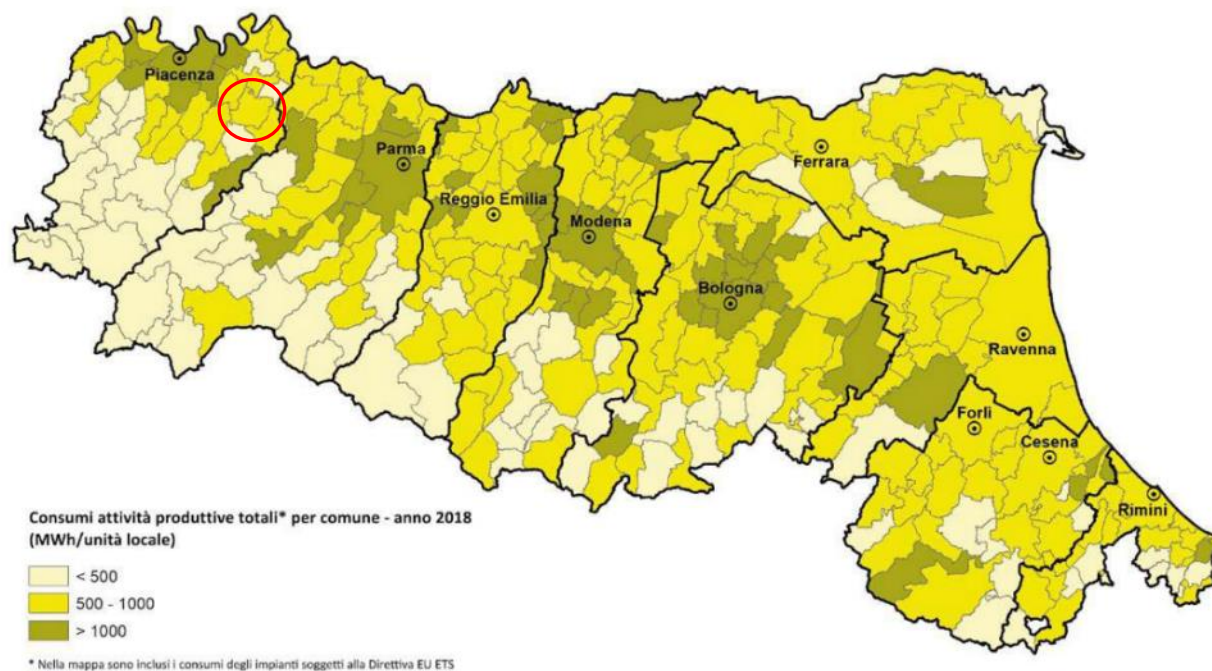 Piacenza
Parma
Reggio Emilia
Modena
Ferrara
Bologna
Ravenna
Forlì
Cesena
Rimini
Consumi attività produttive totali* per comune - anno 2018
(MWh/unità locale)
< 500
500 - 1000
> 1000
* Nella mappa sono inclusi i consumi degli impianti soggetti alla Direttiva EU ETS